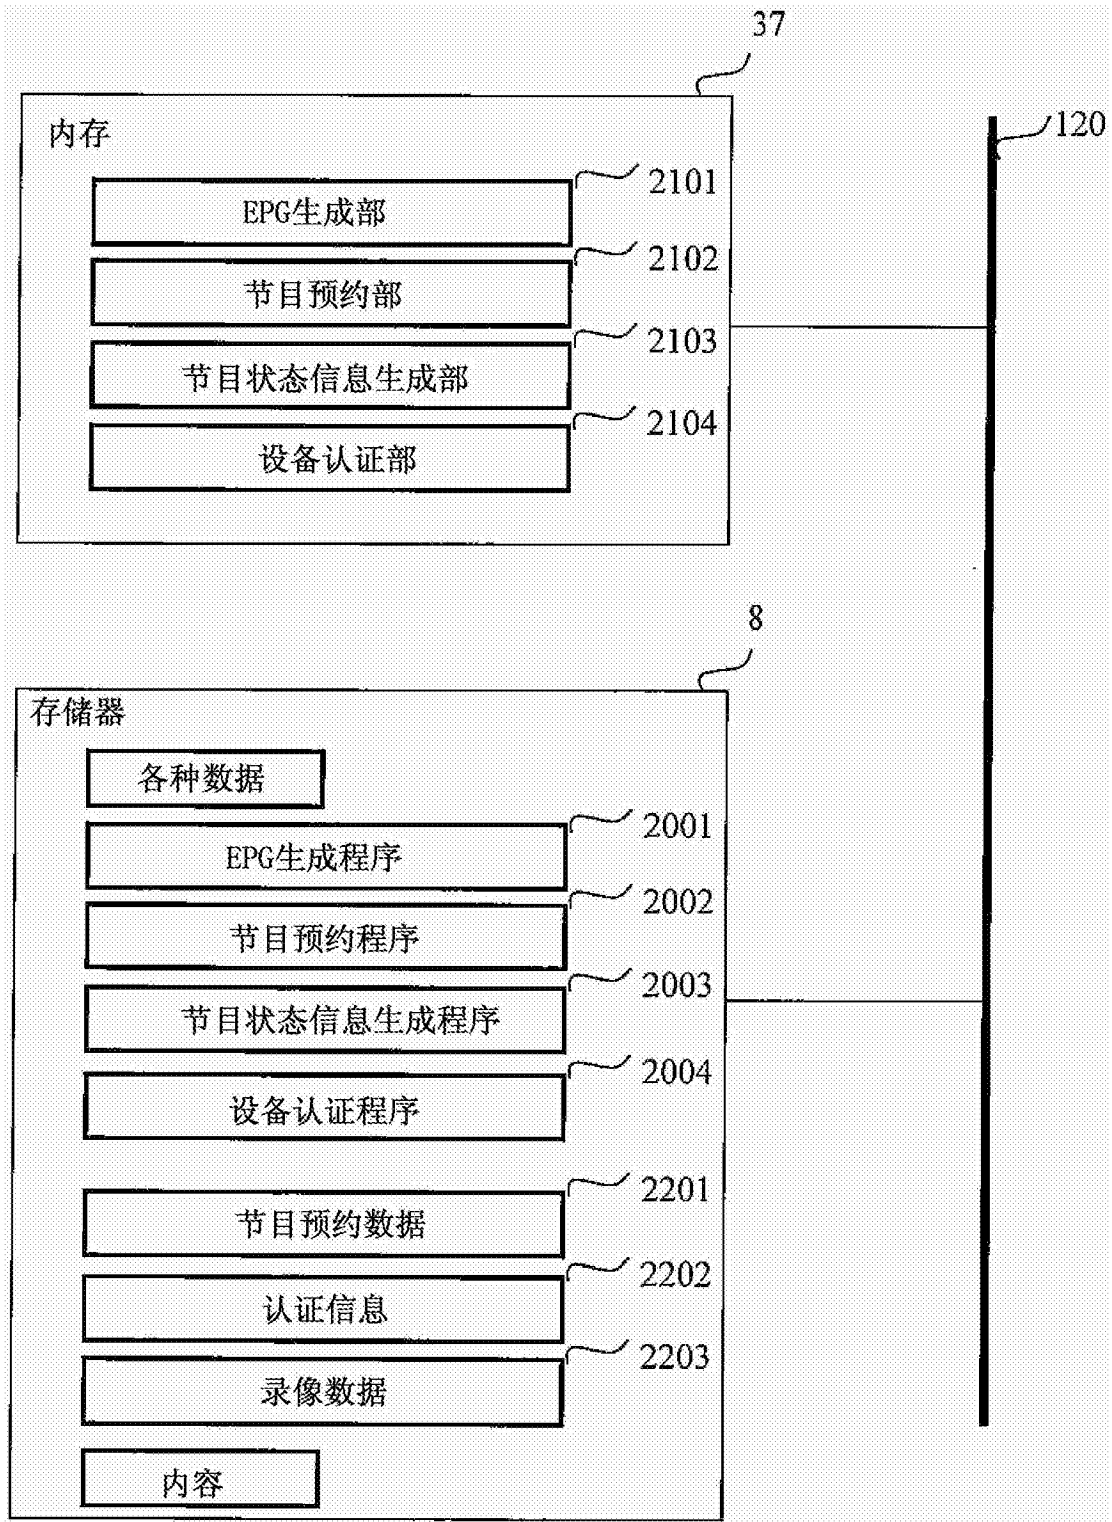 37
120
内存
2101
EPG生成部
2102
节目预约部
2103
节目状态信息生成部
2104
设备认证部
8
存储器
各种数据
2001
EPG生成程序
2002
节目预约程序
2003
节目状态信息生成程序
2004
设备认证程序
2201
节目预约数据
2202
认证信息
2203
录像数据
内容